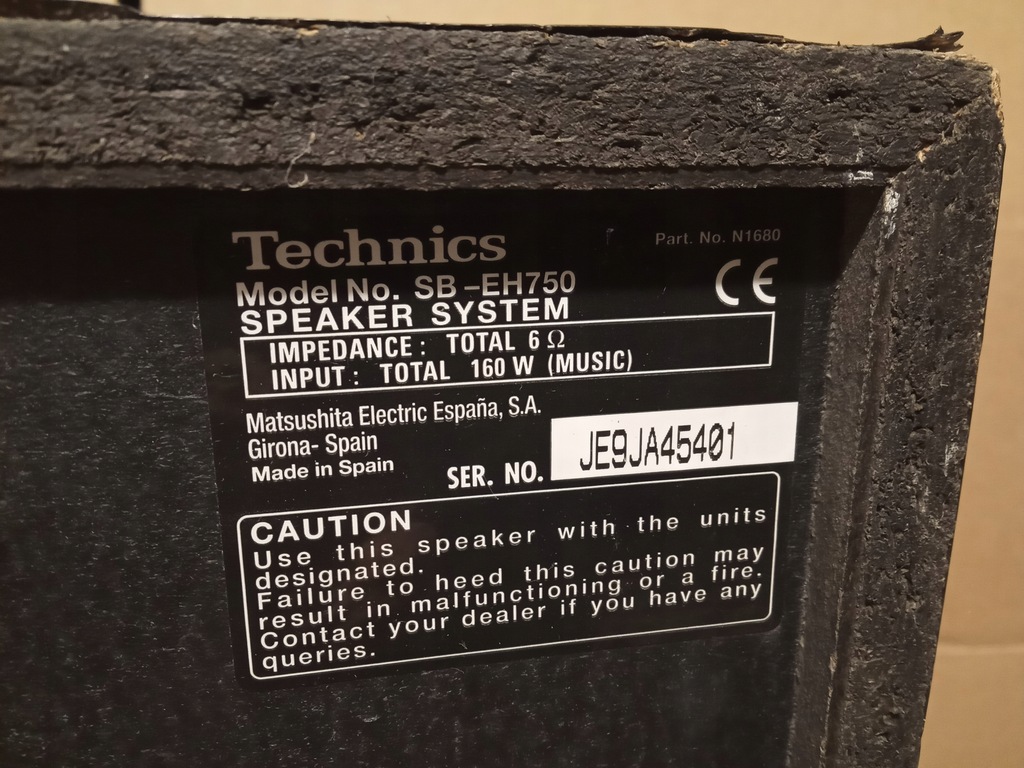 Technics
Part. No. N1680
Model No. SB-EH750
CE
SPEAKER SYSTEM
IMPEDANCE: TOTAL 6 Ω
INPUT: TOTAL 160 W (MUSIC)
Matsushita Electric España, S.A.
Girona- Spain
Made in Spain
SER. NO. JE9JA45401
CAUTION
Use this speaker with the units
designated.
Failure to heed this caution may
result in malfunctioning or a fire.
Contact your dealer if you have any
queries.